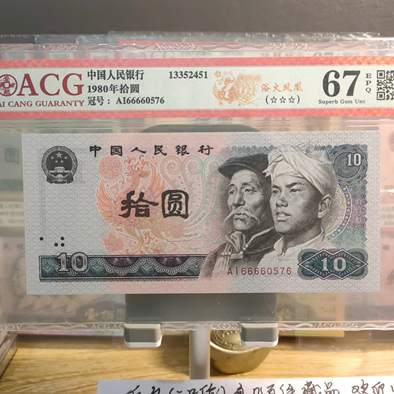 ACG
AI CANG GUARANTY
中国人民银行
1980年拾圆
冠号：AI66660576
13352451
浴火凤凰
(☆☆☆)
67 EPQ
Superb Gem Unc
中国人民银行
10
拾圆
AI66660576
10
10